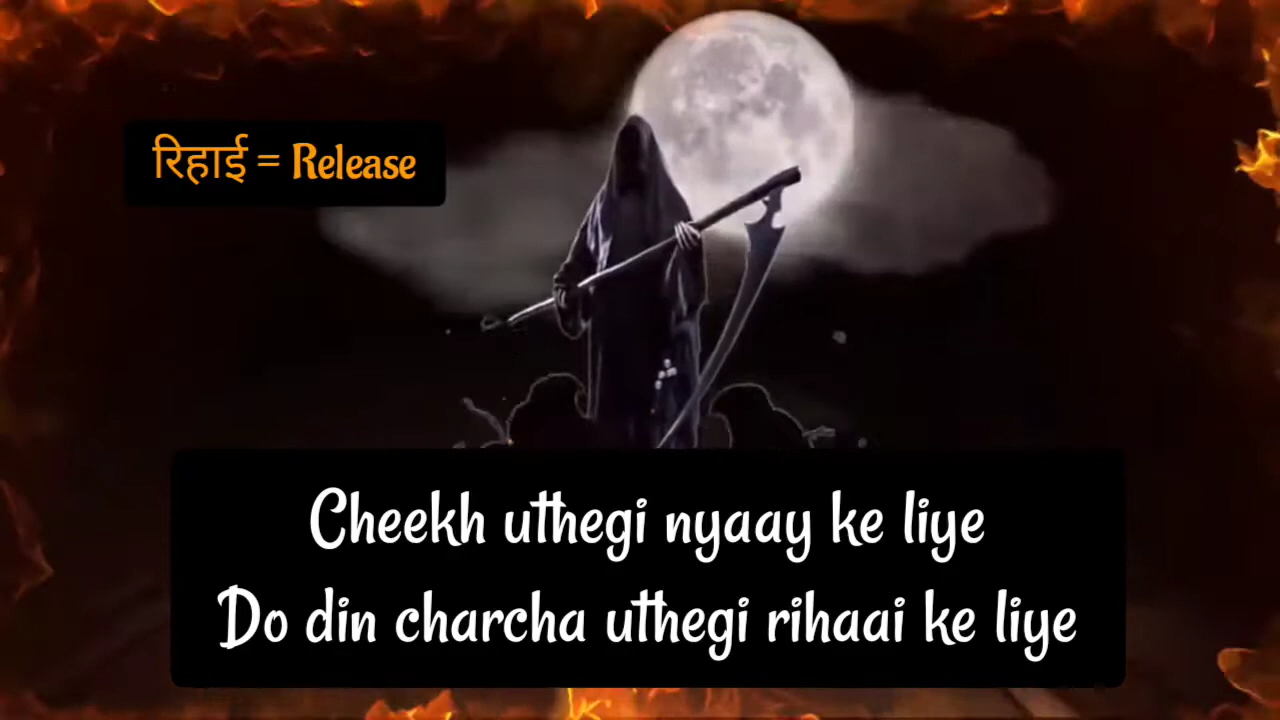 रिहाई = Release
Cheekh uthegi nyaay ke liye
Do din charcha uthegi rihaai ke liye